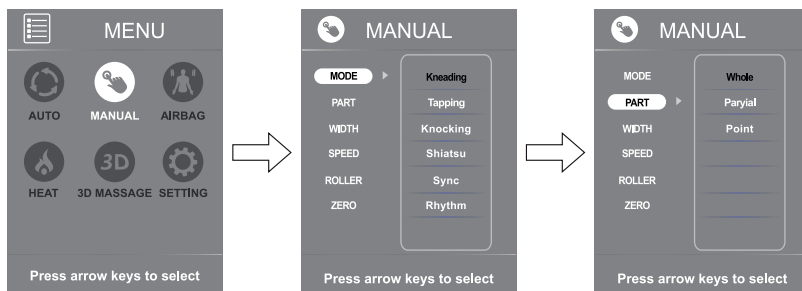 MENU
AUTO MANUAL AIRBAG
3D
HEAT 3D MASSAGE SETTING
Press arrow keys to select
MANUAL
MODE Kneading
PART Tapping
WIDTH Knocking
SPEED Shiatsu
ROLLER Sync
ZERO Rhythm
Press arrow keys to select
MANUAL
MODE Whole
PART Paryial
WIDTH Point
SPEED
ROLLER
ZERO
Press arrow keys to select